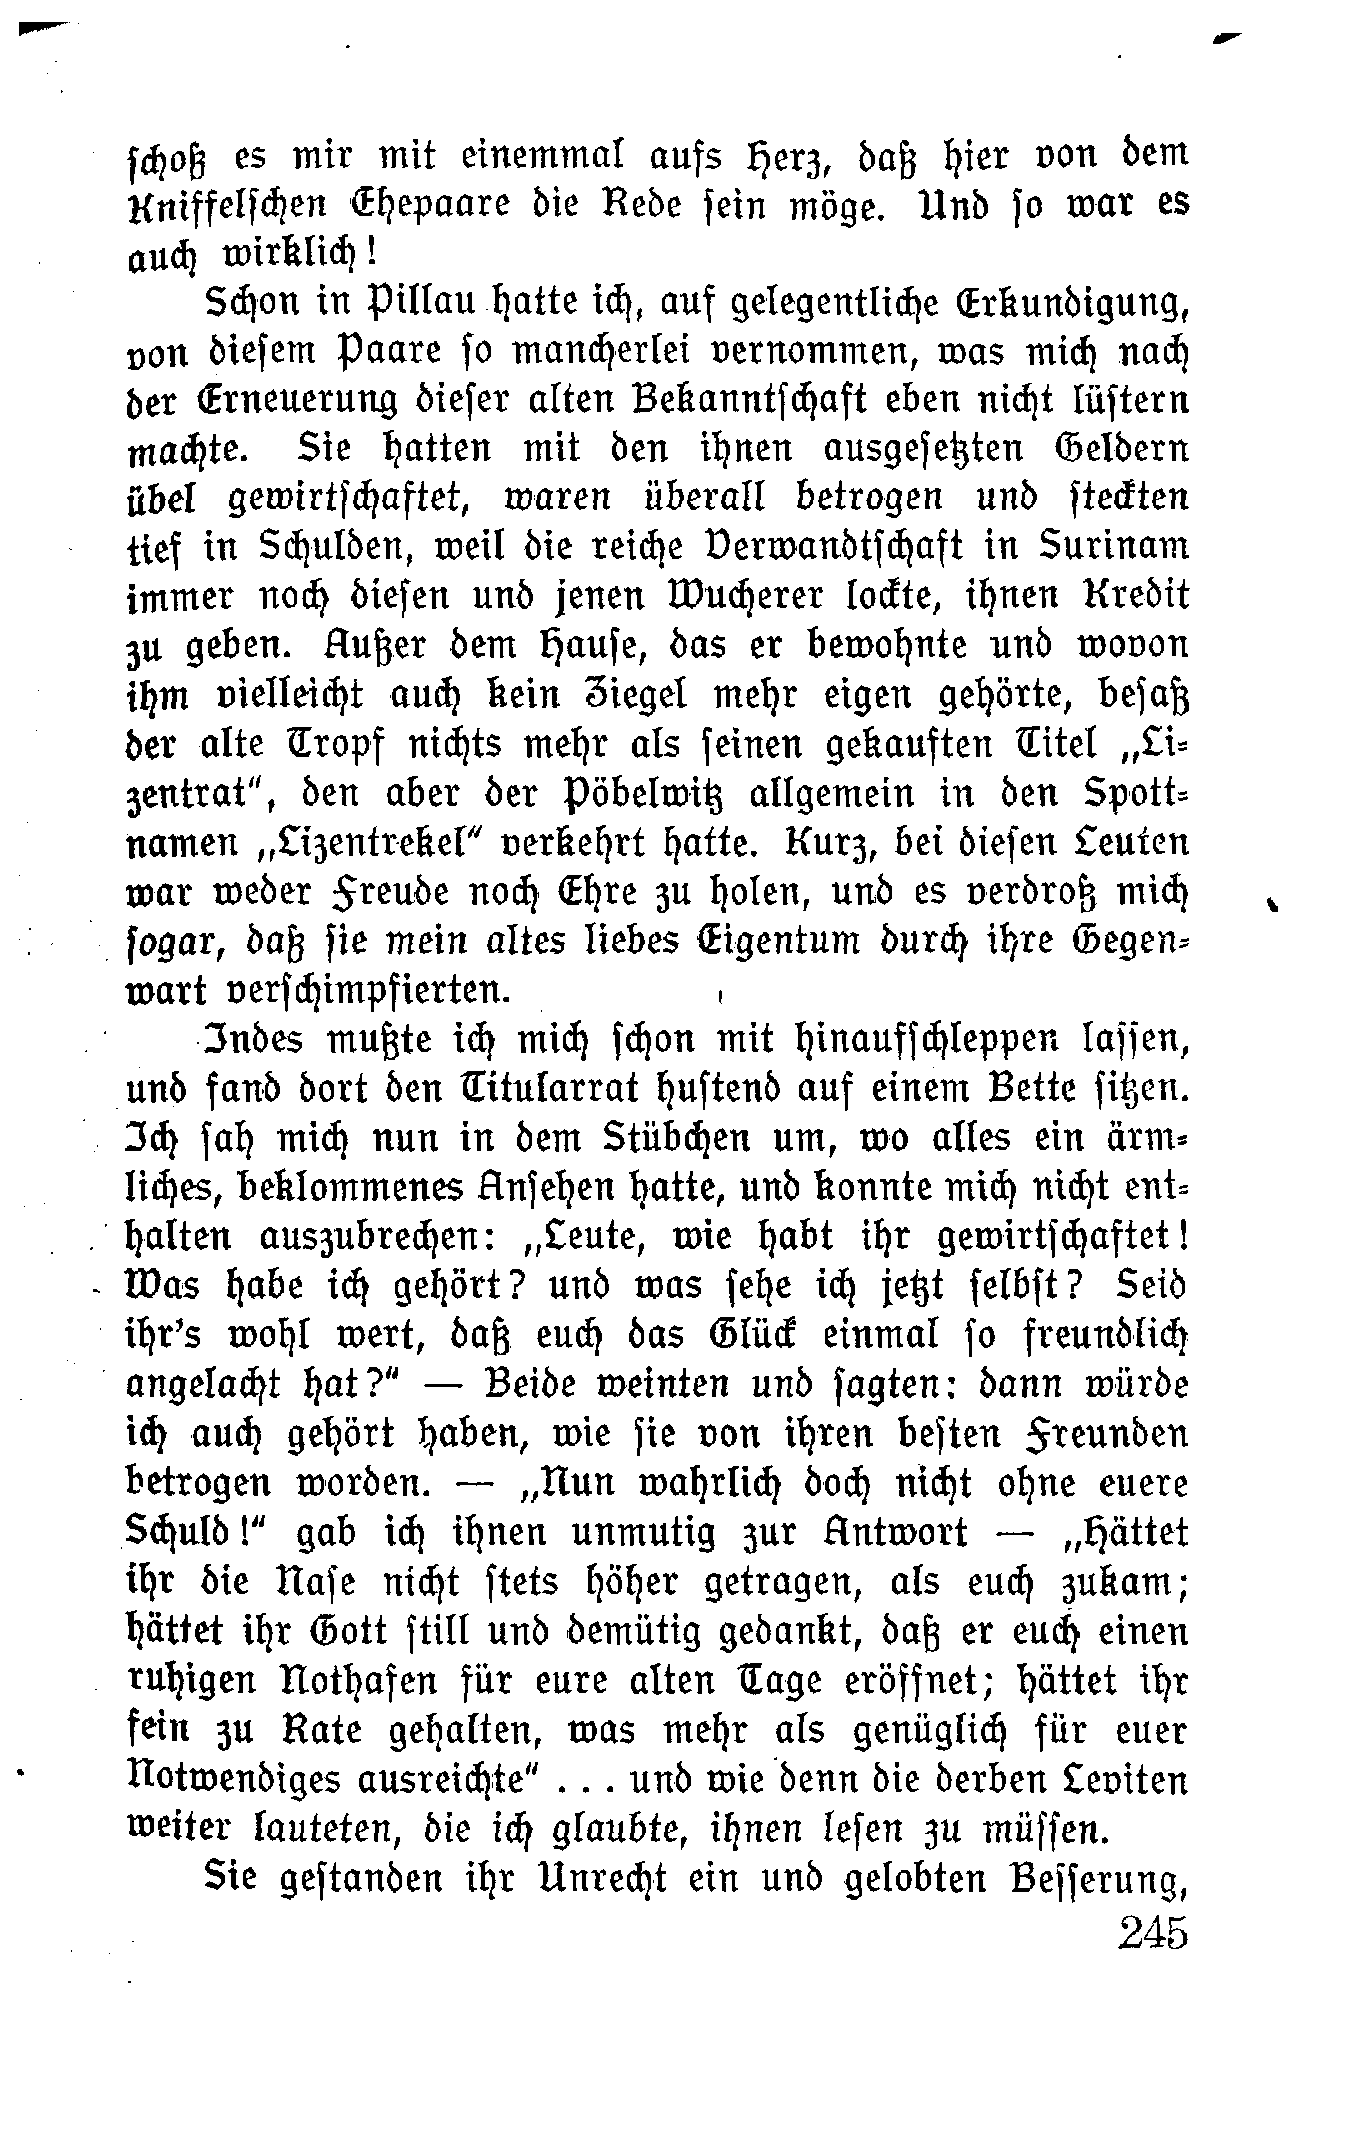 schoß es mir mit einemmal aufs Herz, daß hier von dem
Kniffelschen Ehepaare die Rede sein möge. Und so war es
auch wirklich!
Schon in Pillau hatte ich, auf gelegentliche Erkundigung,
von diesem Paare so mancherlei vernommen, was mich nach
der Erneuerung dieser alten Bekanntschaft eben nicht lüstern
machte. Sie hatten mit den ihnen ausgesetzten Geldern
übel gewirtschaftet, waren überall betrogen und steckten
tief in Schulden, weil die reiche Verwandtschaft in Surinam
immer noch diesen und jenen Wucherer lockte, ihnen Kredit
zu geben. Außer dem Hause, das er bewohnte und wovon
ihm vielleicht auch kein Ziegel mehr eigen gehörte, besaß
der alte Tropf nichts mehr als seinen gekauften Titel „Li-
zentrat“, den aber der Pöbelwitz allgemein in den Spott-
namen „Lizentrekel“ verkehrt hatte. Kurz, bei diesen Leuten
war weder Freude noch Ehre zu holen, und es verdroß mich
sogar, daß sie mein altes liebes Eigentum durch ihre Gegen-
wart verschimpfierten.
Indes mußte ich mich schon mit hinaufschleppen lassen,
und fand dort den Titularrat hustend auf einem Bette sitzen.
Ich sah mich nun in dem Stübchen um, wo alles ein ärm-
liches, beklommenes Ansehen hatte, und konnte mich nicht ent-
halten auszubrechen: „Leute, wie habt ihr gewirtschaftet!
Was habe ich gehört? und was sehe ich jetzt selbst? Seid
ihr's wohl wert, daß euch das Glück einmal so freundlich
angelacht hat?“ — Beide weinten und sagten: dann würde
ich auch gehört haben, wie sie von ihren besten Freunden
betrogen worden. — „Nun wahrlich doch nicht ohne euere
Schuld!“ gab ich ihnen unmutig zur Antwort — „Hättet
ihr die Nase nicht stets höher getragen, als euch zukam;
hättet ihr Gott still und demütig gedankt, daß er euch einen
ruhigen Nothafen für eure alten Tage eröffnet; hättet ihr
fein zu Rate gehalten, was mehr als genüglich für euer
Notwendiges ausreichte“ . . . und wie denn die derben Leviten
weiter lauteten, die ich glaubte, ihnen lesen zu müssen.
Sie gestanden ihr Unrecht ein und gelobten Besserung,
245